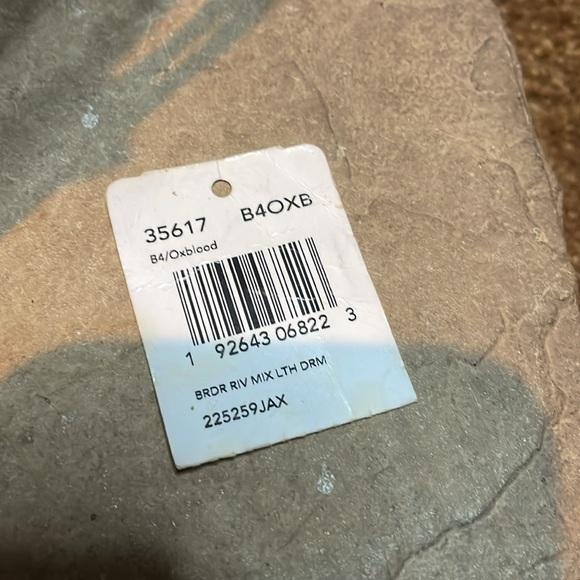 35617 B4OXB
B4/Oxblood
1 92643 06822 3
BRDR RIV MIX LTH DRM
225259JAX